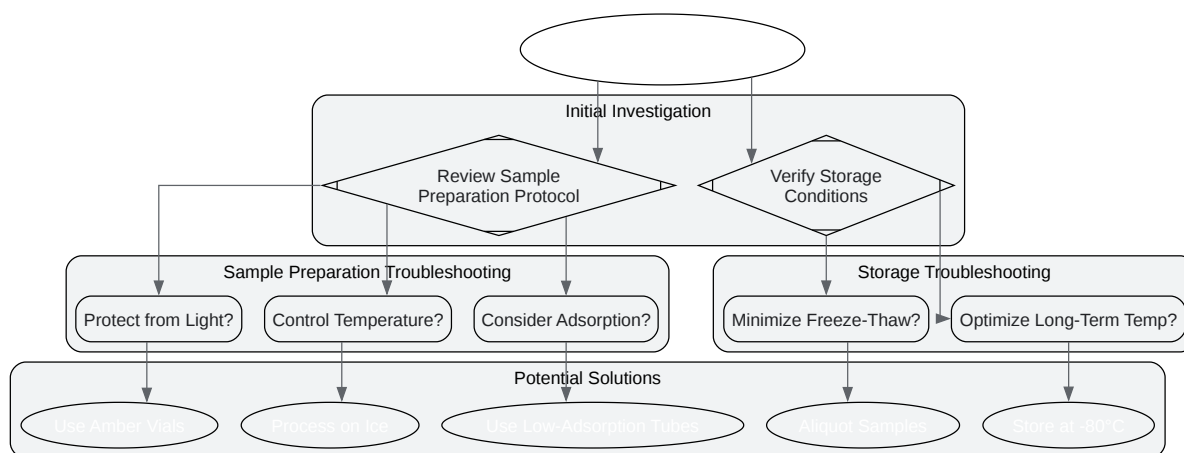 Initial Investigation
Review Sample
Preparation Protocol
Verify Storage
Conditions
Sample Preparation Troubleshooting
Storage Troubleshooting
Protect from Light?
Control Temperature?
Consider Adsorption?
Minimize Freeze-Thaw?
Optimize Long-Term Temp?
Potential Solutions
Use Amber Vials
Process on Ice
Use Low-Adsorption Tubes
Aliquot Samples
Store at -80°C